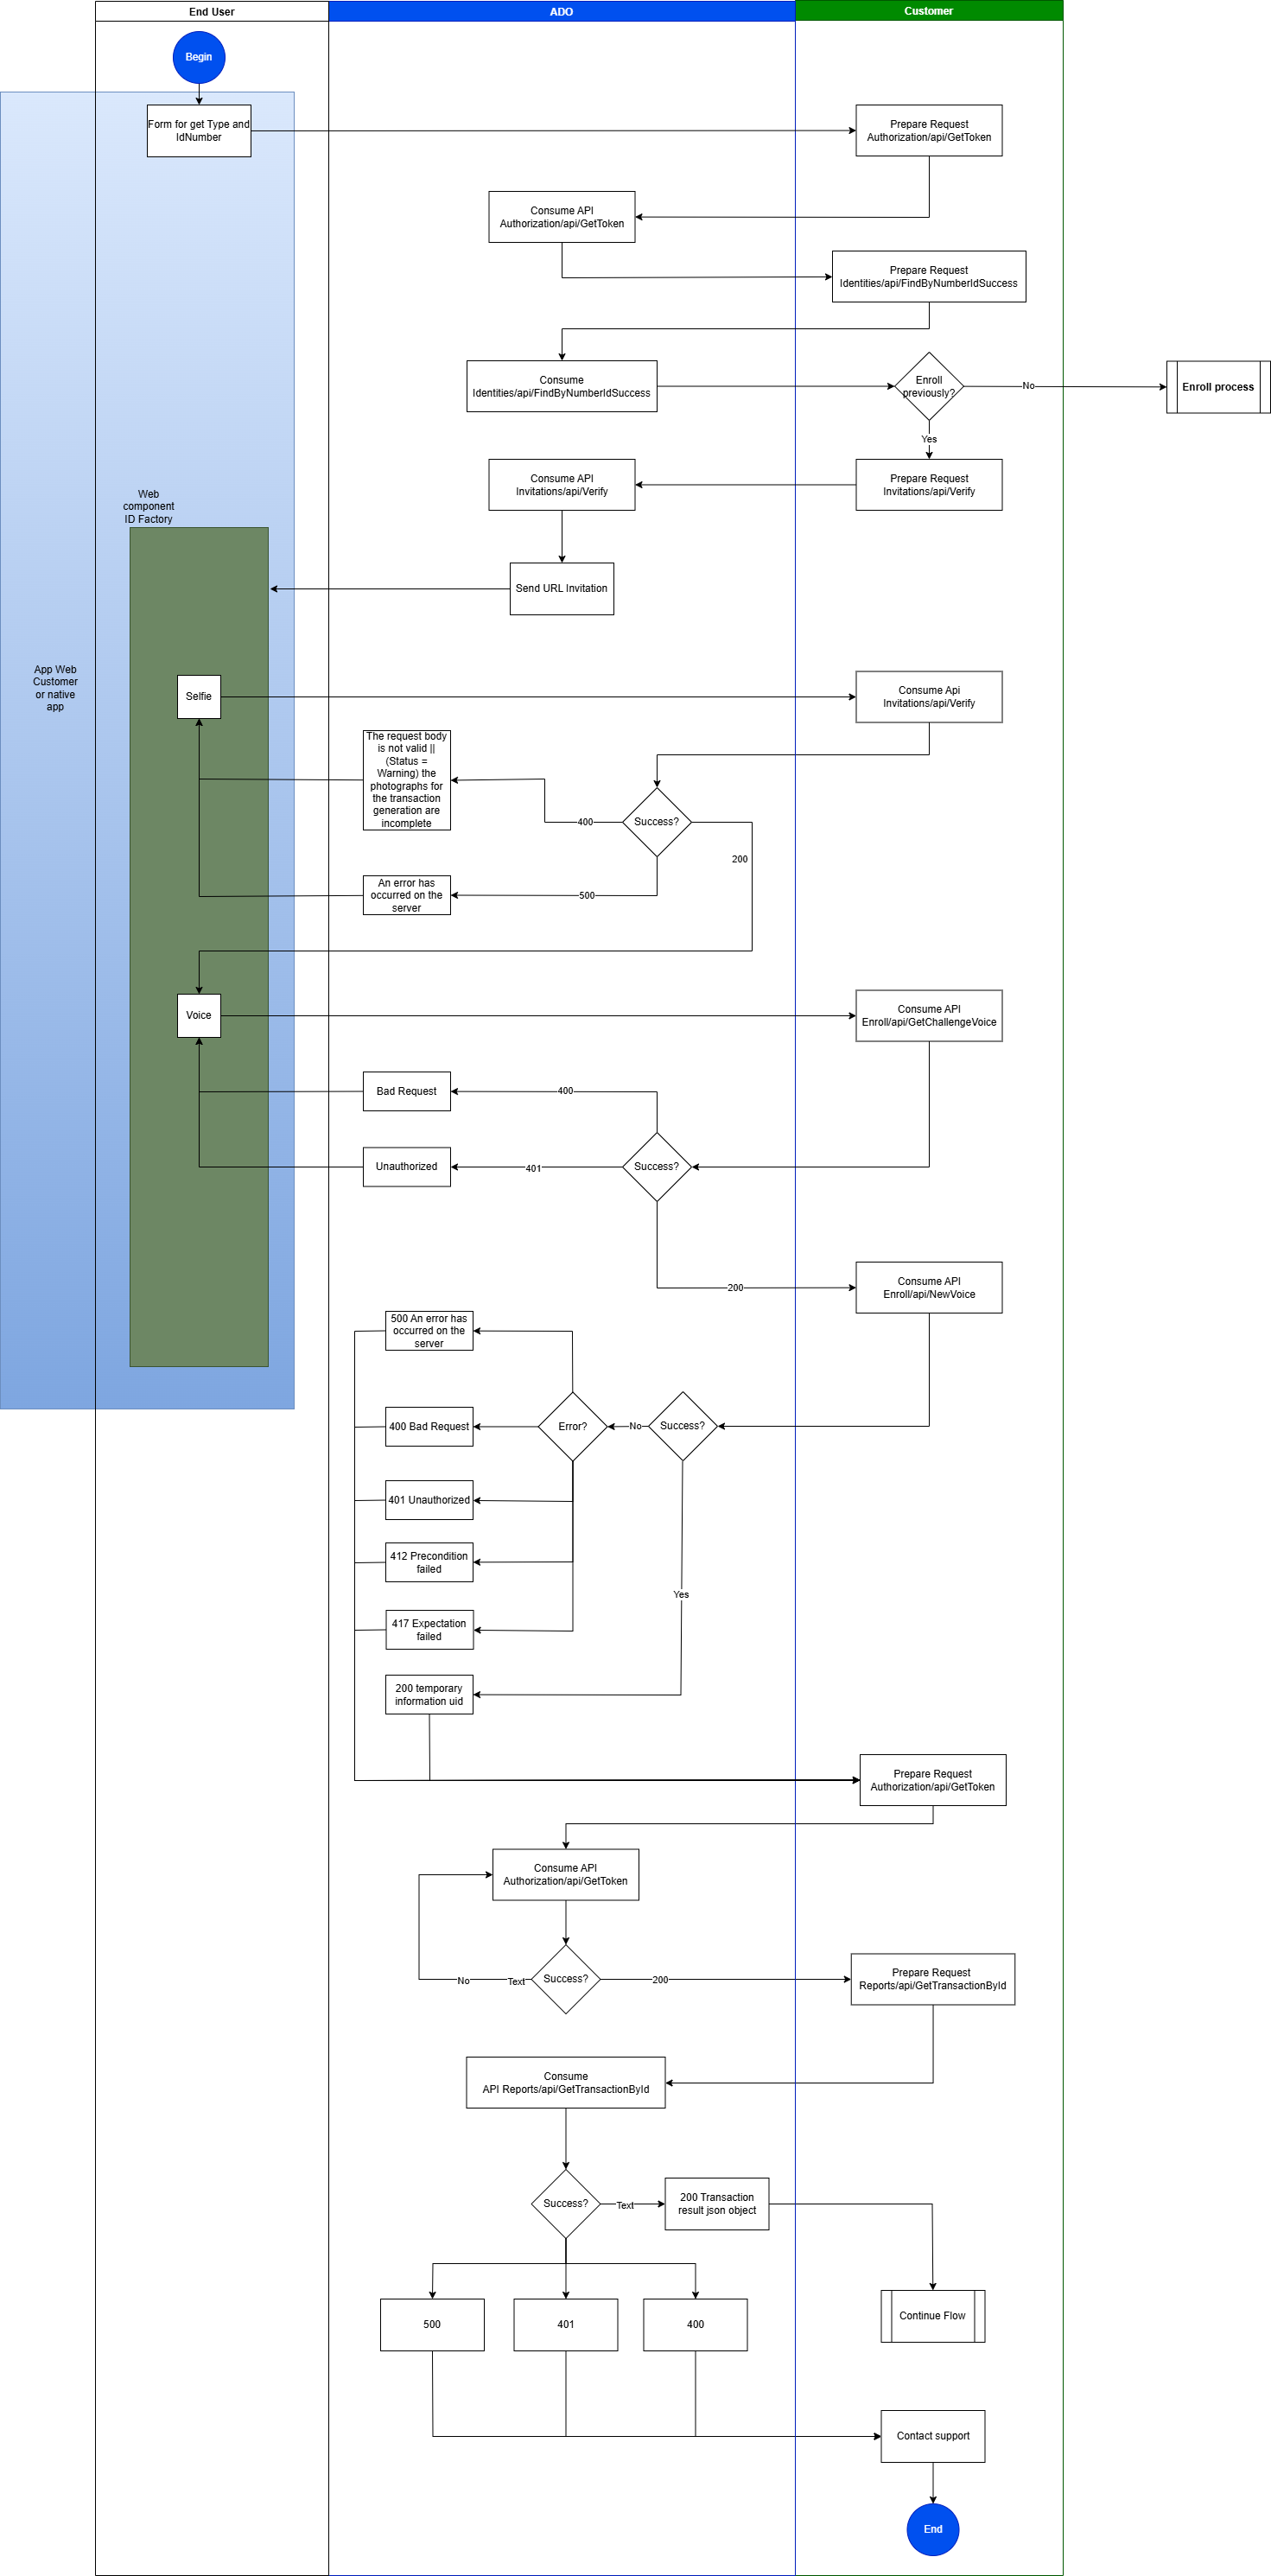 End User
ADO
Customer
Begin
Form for get Type and
IdNumber
Prepare Request
Authorization/api/GetToken
Consume API
Authorization/api/GetToken
Prepare Request
Identities/api/FindByNumberIdSuccess
Consume
Identities/api/FindByNumberIdSuccess
Enroll
previously?
No
Enroll process
Yes
Consume API
Invitations/api/Verify
Prepare Request
Invitations/api/Verify
Web
component
ID Factory
Send URL Invitation
App Web
Customer
or native
app
Selfie
Consume Api
Invitations/api/Verify
The request body
is not valid ||
(Status =
Warning) the
photographs for
the transaction
generation are
incomplete
400
Success?
200
An error has
occurred on the
server
500
Voice
Consume API
Enroll/api/GetChallengeVoice
Bad Request
400
Unauthorized
401
Success?
200
Consume API
Enroll/api/NewVoice
500 An error has
occurred on the
server
400 Bad Request
Error?
No
Success?
401 Unauthorized
412 Precondition
failed
Yes
417 Expectation
failed
200 temporary
information uid
Prepare Request
Authorization/api/GetToken
Consume API
Authorization/api/GetToken
No
Text
Success?
200
Prepare Request
Reports/api/GetTransactionById
Consume
API Reports/api/GetTransactionById
Success?
Text
200 Transaction
result json object
500
401
400
Continue Flow
Contact support
End